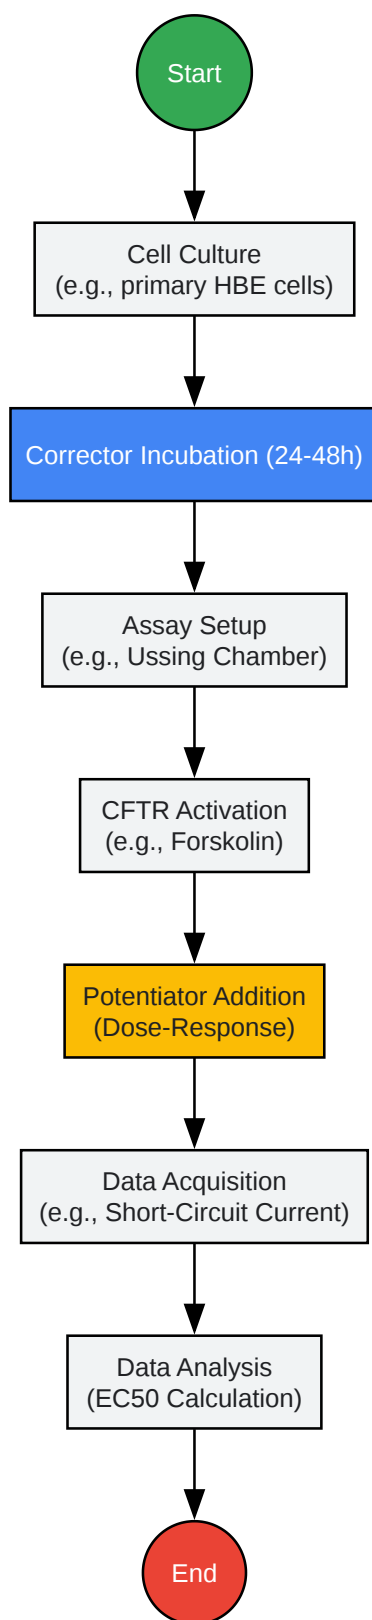 Start
Cell Culture
(e.g., primary HBE cells)
Corrector Incubation (24-48h)
Assay Setup
(e.g., Ussing Chamber)
CFTR Activation
(e.g., Forskolin)
Potentiator Addition
(Dose-Response)
Data Acquisition
(e.g., Short-Circuit Current)
Data Analysis
(EC50 Calculation)
End